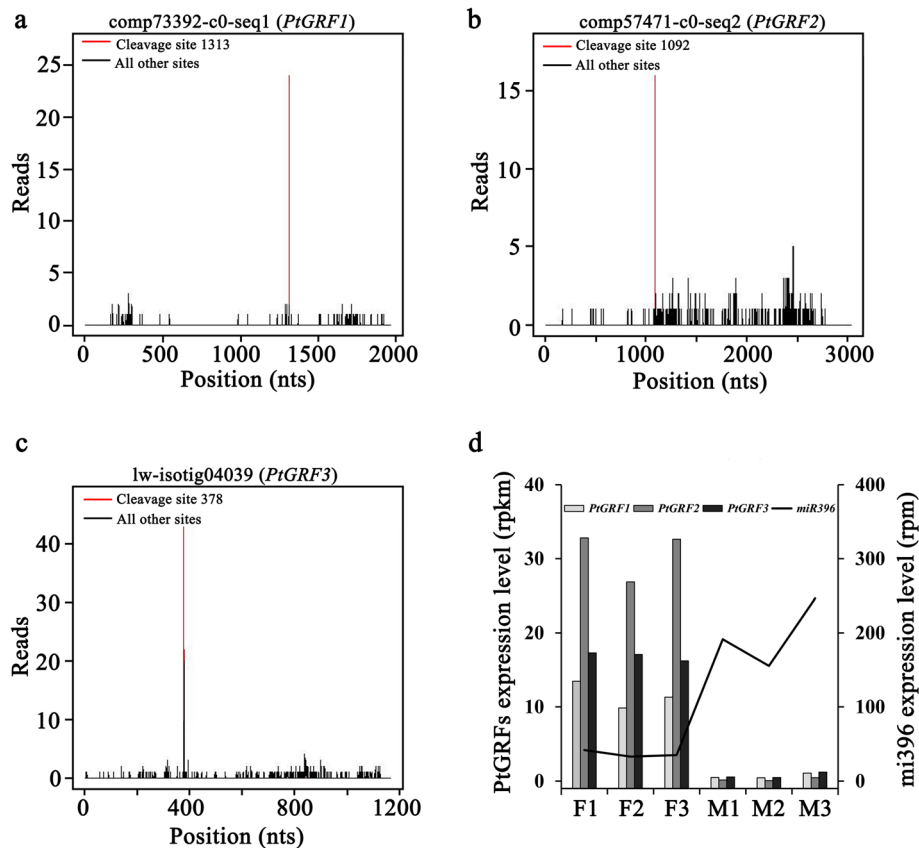 a
comp73392-c0-seq1 (PtGRF1)
Cleavage site 1313
All other sites
Reads
25
20
15
10
5
0
0 500 1000 1500 2000
Position (nts)
b
comp57471-c0-seq2 (PtGRF2)
Cleavage site 1092
All other sites
Reads
15
10
5
0
0 1000 2000 3000
Position (nts)
c
lw-isotig04039 (PtGRF3)
Cleavage site 378
All other sites
Reads
40
30
20
10
0
0 400 800 1200
Position (nts)
d
PtGRFs expression level (rpkm)
40
30
20
10
0
PtGRF1 PtGRF2 PtGRF3 miR396
400
300
200
100
0
mi396 expression level (rpm)
F1 F2 F3 M1 M2 M3